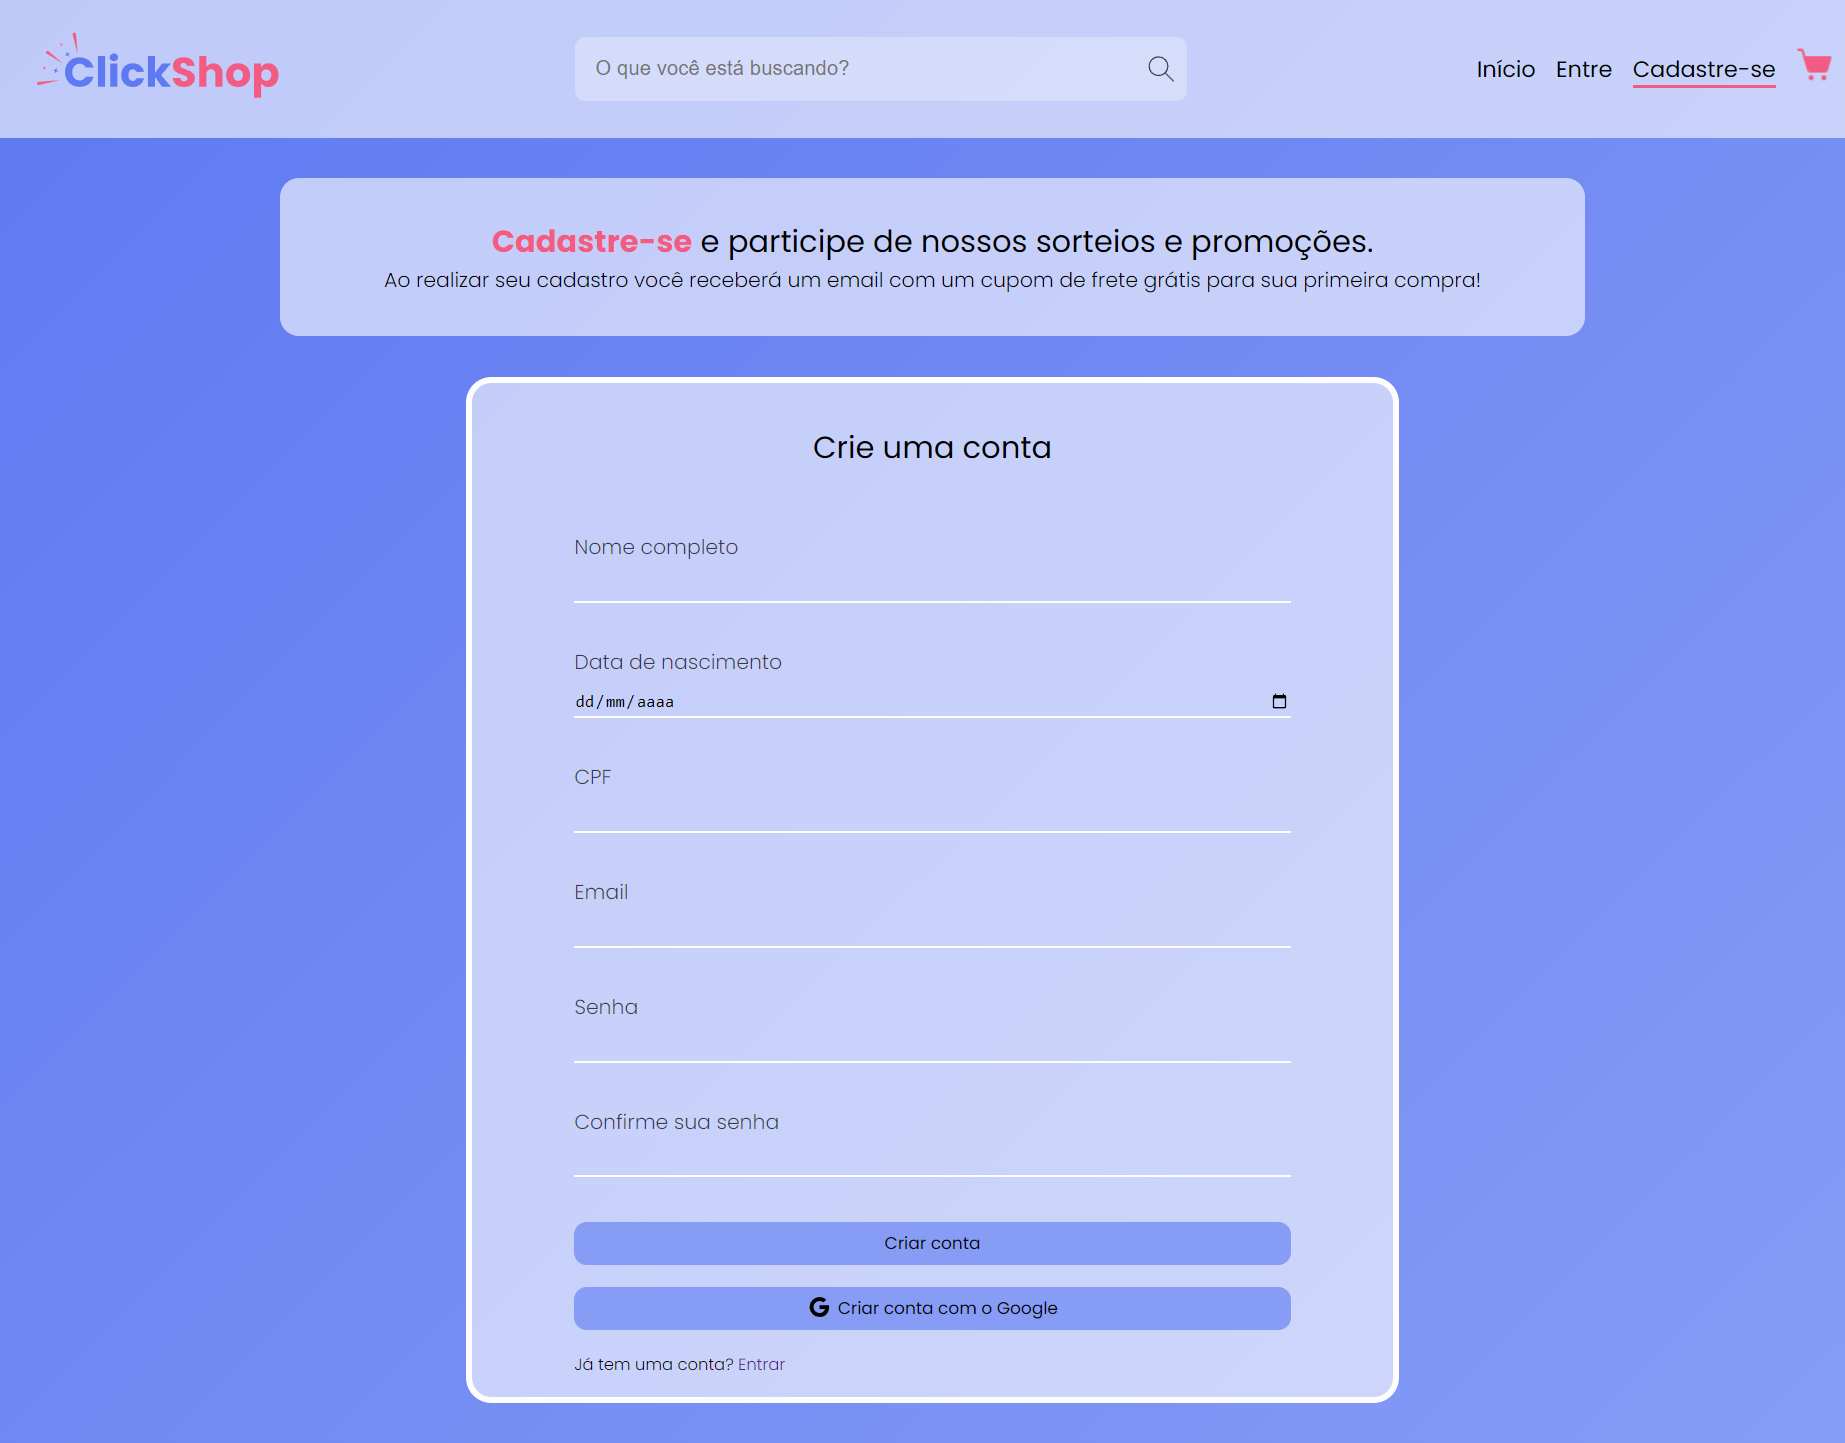 ClickShop
O que você está buscando?
Início Entre Cadastre-se
Cadastre-se e participe de nossos sorteios e promoções.
Ao realizar seu cadastro você receberá um email com um cupom de frete grátis para sua primeira compra!
Crie uma conta
Nome completo
Data de nascimento
dd/mm/aaaa
CPF
Email
Senha
Confirme sua senha
Criar conta
Criar conta com o Google
Já tem uma conta? Entrar